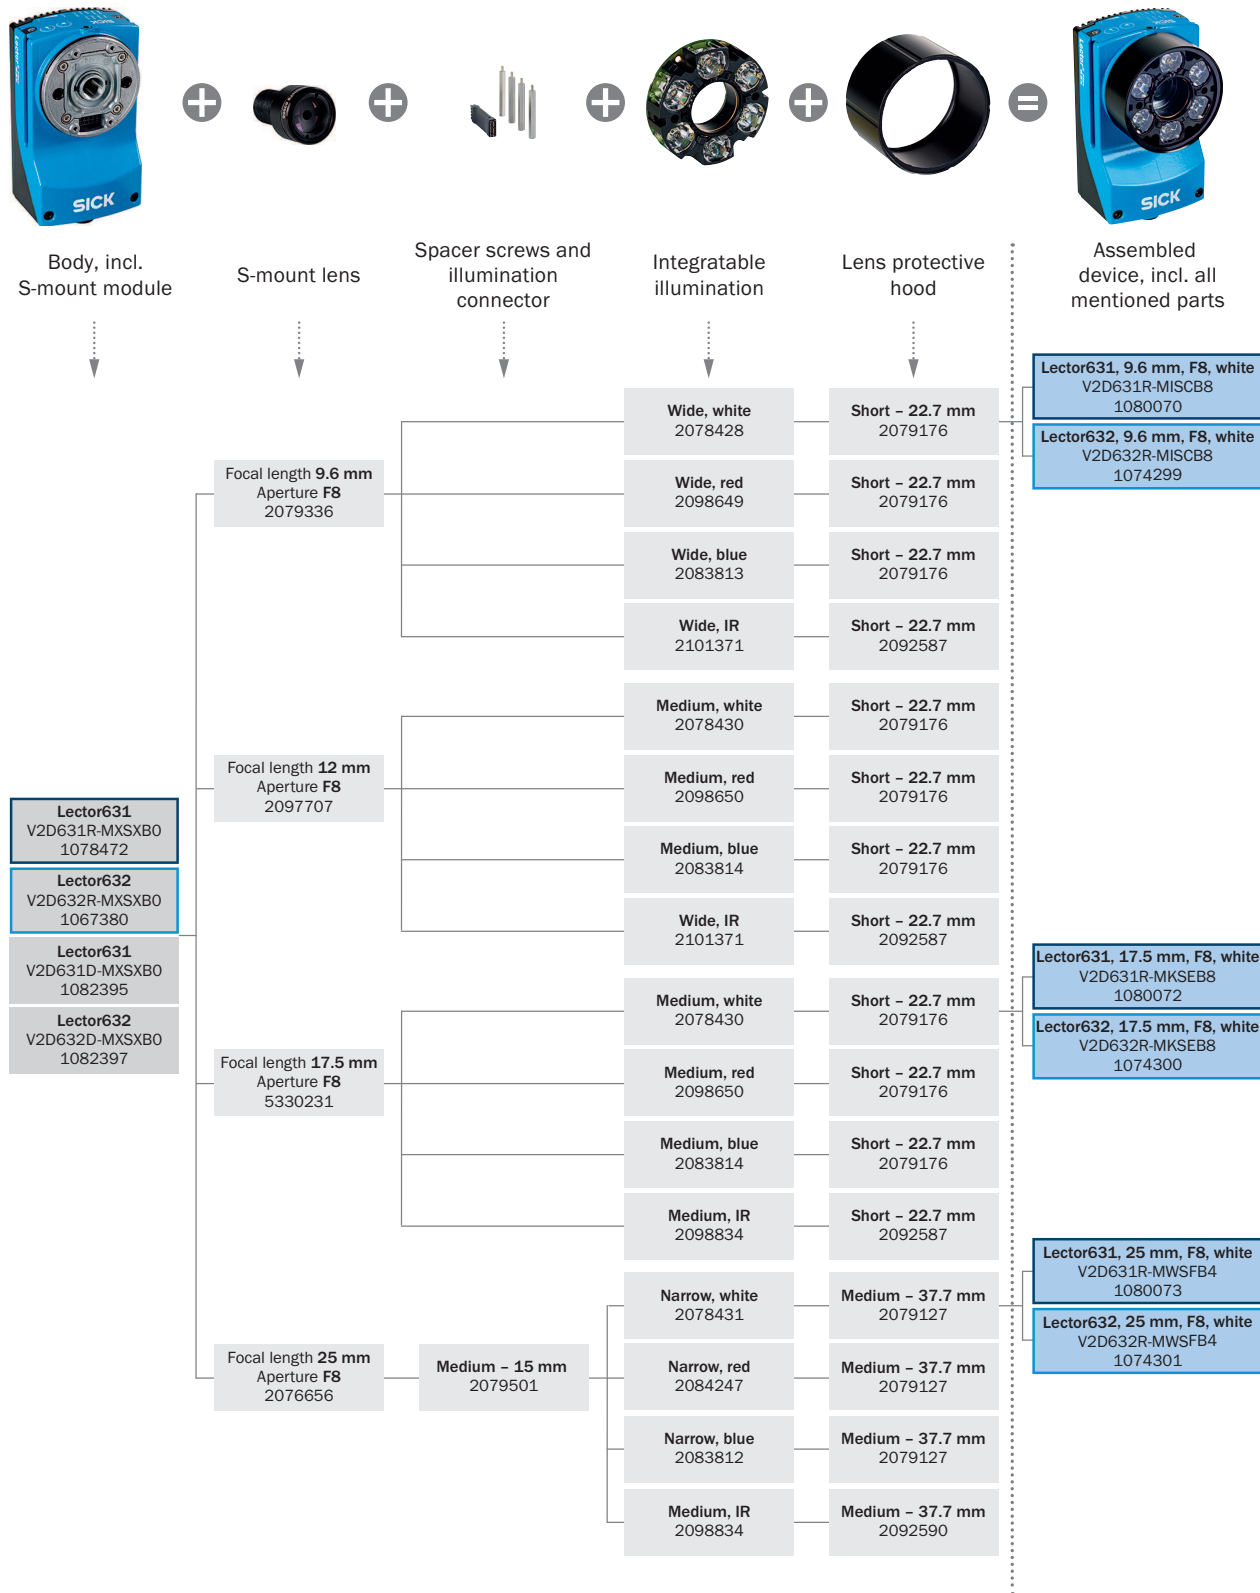 SICK
SICK
Body, incl.
S-mount module
S-mount lens
Spacer screws and
illumination
connector
Integratable
illumination
Lens protective
hood
Assembled
device, incl. all
mentioned parts
Lector631
V2D631R-MXSXB0
1078472
Lector632
V2D632R-MXSXB0
1067380
Lector631
V2D631D-MXSXB0
1082395
Lector632
V2D632D-MXSXB0
1082397
Focal length 9.6 mm
Aperture F8
2079336
Wide, white
2078428
Short – 22.7 mm
2079176
Lector631, 9.6 mm, F8, white
V2D631R-MISCB8
1080070
Lector632, 9.6 mm, F8, white
V2D632R-MISCB8
1074299
Wide, red
2098649
Short – 22.7 mm
2079176
Wide, blue
2083813
Short – 22.7 mm
2079176
Wide, IR
2101371
Short – 22.7 mm
2092587
Focal length 12 mm
Aperture F8
2097707
Medium, white
2078430
Short – 22.7 mm
2079176
Medium, red
2098650
Short – 22.7 mm
2079176
Medium, blue
2083814
Short – 22.7 mm
2079176
Wide, IR
2101371
Short – 22.7 mm
2092587
Focal length 17.5 mm
Aperture F8
5330231
Medium, white
2078430
Short – 22.7 mm
2079176
Lector631, 17.5 mm, F8, white
V2D631R-MKSEB8
1080072
Lector632, 17.5 mm, F8, white
V2D632R-MKSEB8
1074300
Medium, red
2098650
Short – 22.7 mm
2079176
Medium, blue
2083814
Short – 22.7 mm
2079176
Medium, IR
2098834
Short – 22.7 mm
2092587
Focal length 25 mm
Aperture F8
2076656
Medium – 15 mm
2079501
Narrow, white
2078431
Medium – 37.7 mm
2079127
Lector631, 25 mm, F8, white
V2D631R-MWSFB4
1080073
Lector632, 25 mm, F8, white
V2D632R-MWSFB4
1074301
Narrow, red
2084247
Medium – 37.7 mm
2079127
Narrow, blue
2083812
Medium – 37.7 mm
2079127
Medium, IR
2098834
Medium – 37.7 mm
2092590